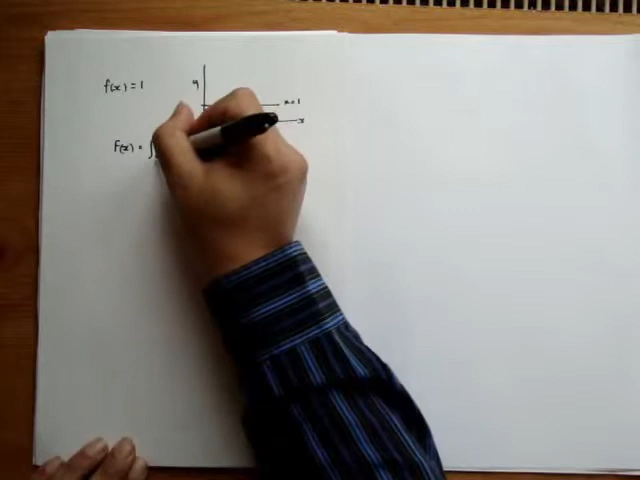 f(x) = 1
y
x=1
x
F(x) = ∫